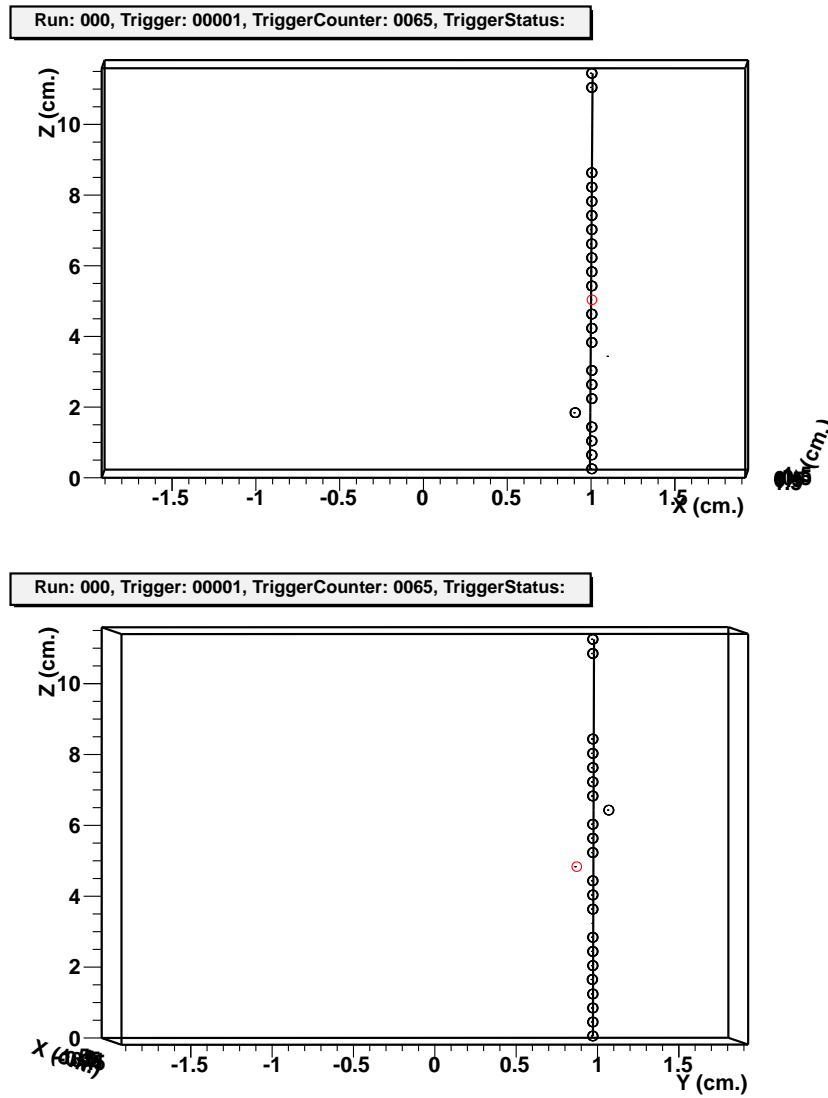 Run: 000, Trigger: 00001, TriggerCounter: 0065, TriggerStatus:
Z (cm.)
10
8
6
4
2
0
-1.5 -1 -0.5 0 0.5 1 1.5
X (cm.)
(cm.)
Run: 000, Trigger: 00001, TriggerCounter: 0065, TriggerStatus:
Z (cm.)
10
8
6
4
2
0
X
-1.5 -1 -0.5 0 0.5 1 1.5
Y (cm.)